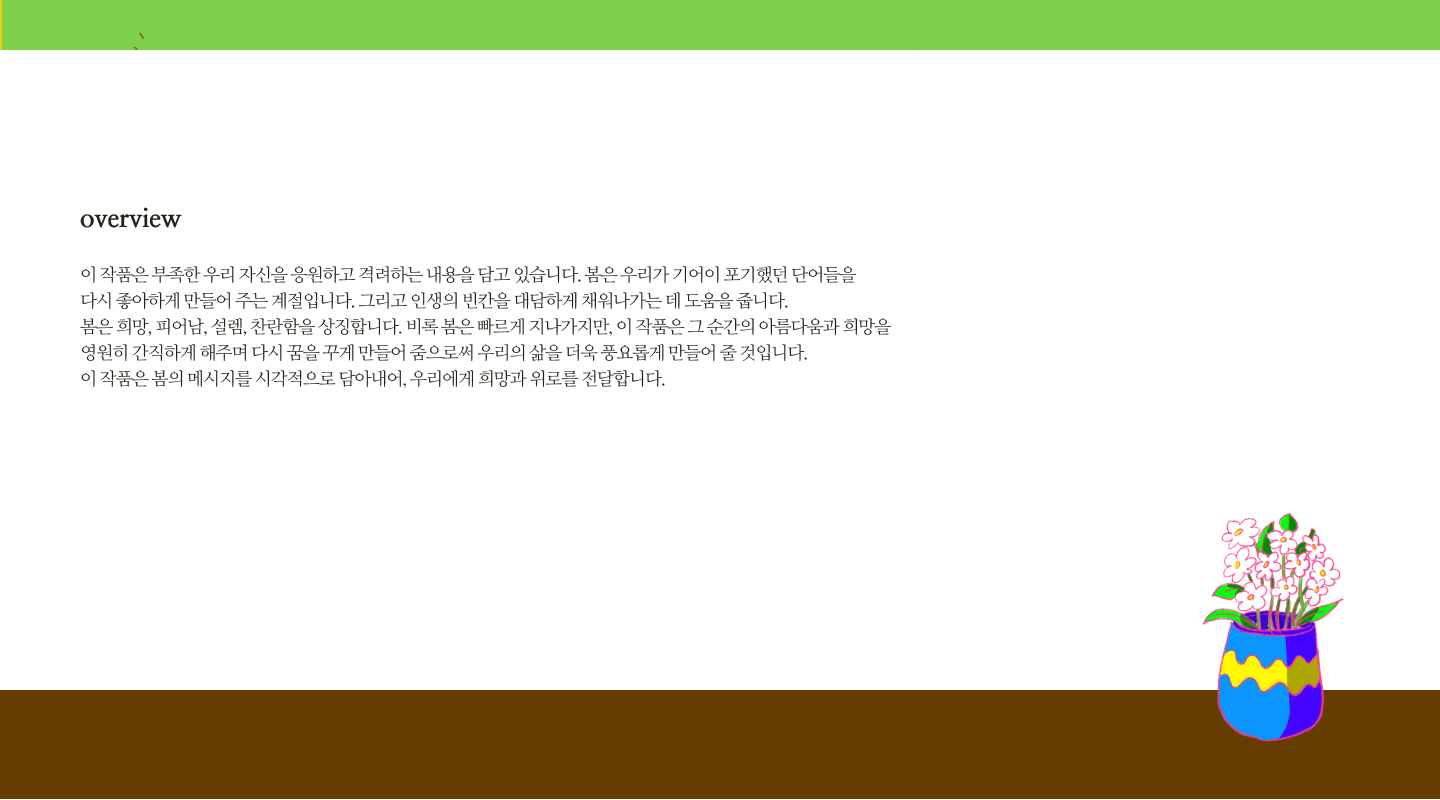 overview
이 작품은 부족한 우리 자신을 응원하고 격려하는 내용을 담고 있습니다. 봄은 우리가 기어이 포기했던 단어들을
다시 좋아하게 만들어 주는 계절입니다. 그리고 인생의 빈칸을 대담하게 채워나가는 데 도움을 줍니다.
봄은 희망, 피어남, 설렘, 찬란함을 상징합니다. 비록 봄은 빠르게 지나가지만, 이 작품은 그 순간의 아름다움과 희망을
영원히 간직하게 해주며 다시 꿈을 꾸게 만들어 줌으로써 우리의 삶을 더욱 풍요롭게 만들어 줄 것입니다.
이 작품은 봄의 메시지를 시각적으로 담아내어, 우리에게 희망과 위로를 전달합니다.